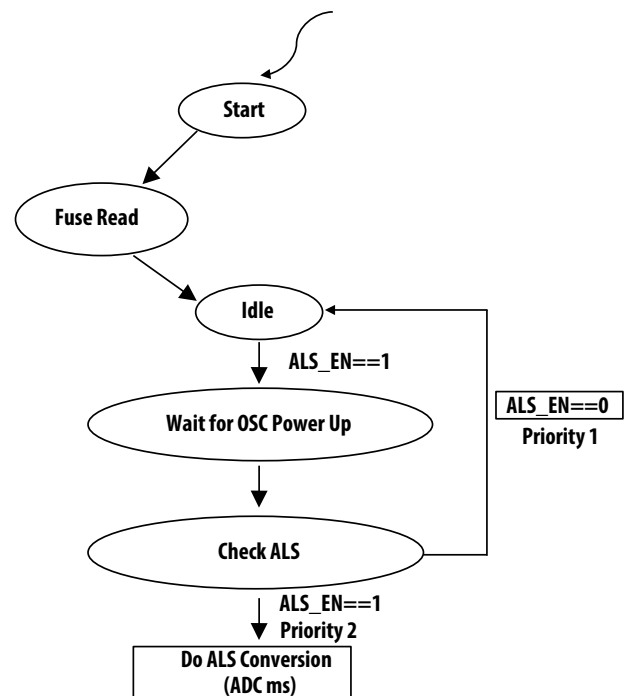 Start
Fuse Read
Idle
ALS_EN==1
Wait for OSC Power Up
ALS_EN==0
Priority 1
Check ALS
ALS_EN==1
Priority 2
Do ALS Conversion
(ADC ms)